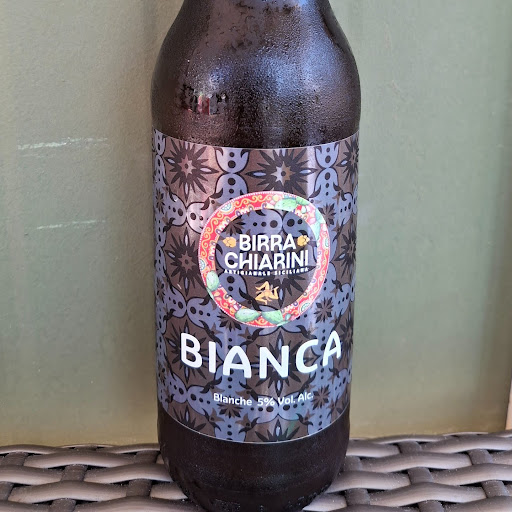 BIRRA
CHIARINI
ARTIGIANALE SICILIANA
BIANCA
Blanche 5% Vol. Alc.